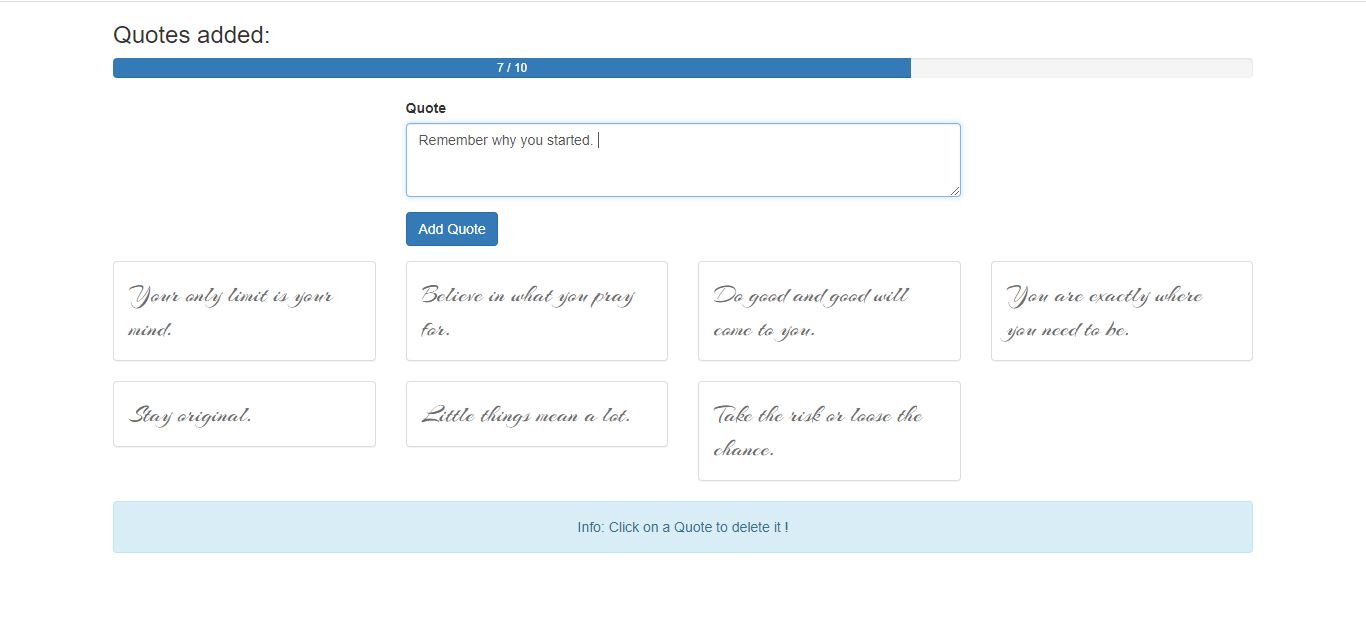 Quotes added:
7 / 10
Quote
Remember why you started.
Add Quote
Your only limit is your
mind.
Believe in what you pray
for.
Do good and good will
come to you.
You are exactly where
you need to be.
Stay original.
Little things mean a lot.
Take the risk or loose the
chance.
Info: Click on a Quote to delete it !